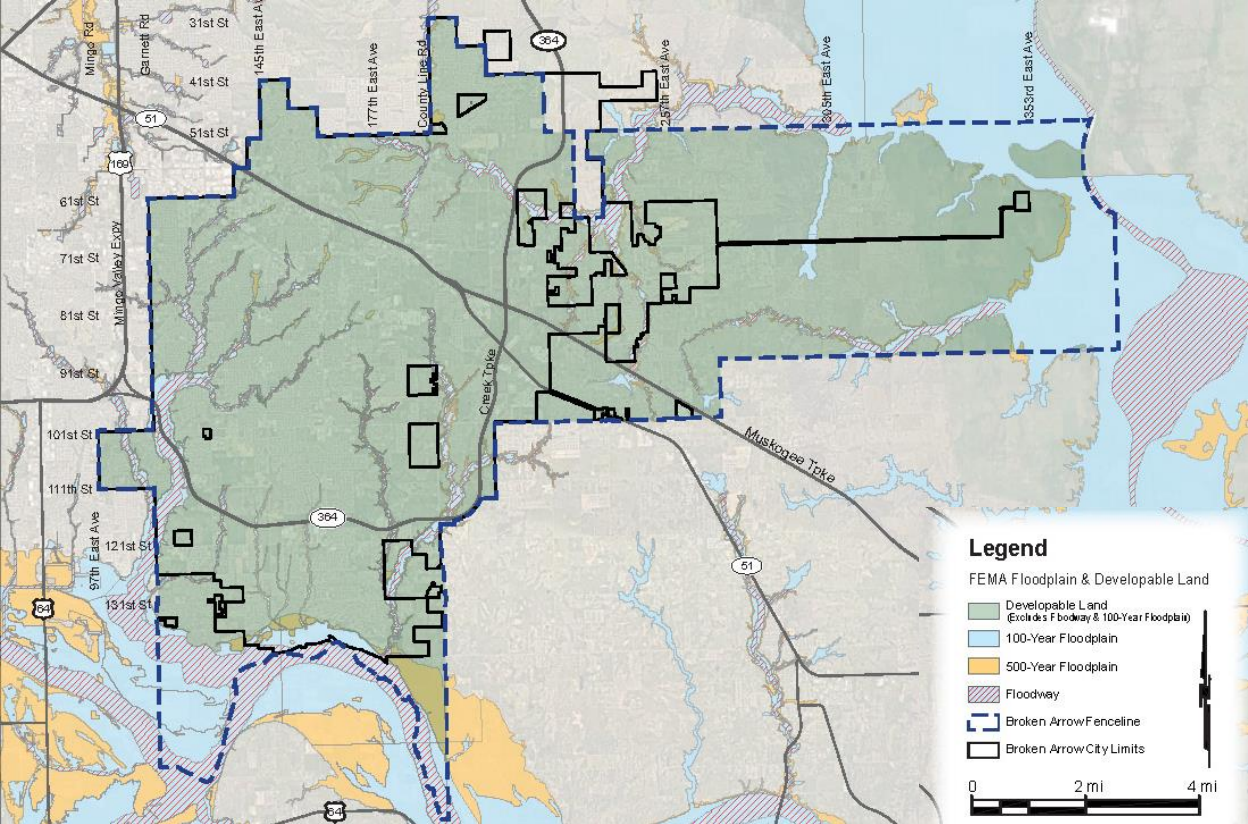 31st St
41st St
51st St
61st St
71st St
81st St
91st St
101st St
111th St
121st St
131st St
Mingo Rd
Garnett Rd
145th East Ave
177th East Ave
County Line Rd
257th East Ave
305th East Ave
353rd East Ave
97th East Ave
Mingo Valley Expy
Creek Tpke
Muskogee Tpke
364
51
169
364
51
64
64
Legend
FEMA Floodplain & Developable Land
Developable Land
(Excludes Floodway & 100-Year Floodplain)
100-Year Floodplain
500-Year Floodplain
Floodway
Broken Arrow Fenceline
Broken Arrow City Limits
0 2 mi 4 mi